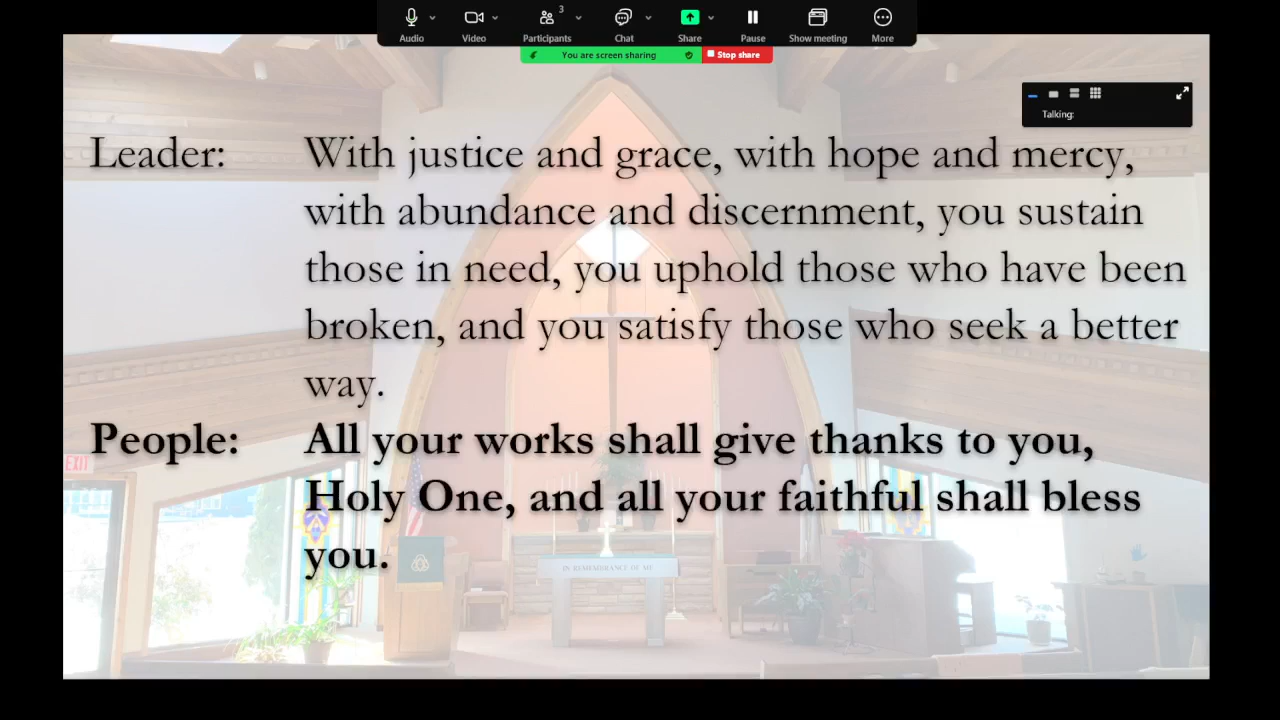 3
Audio Video Participants Chat Share Pause Show meeting More
You are screen sharing Stop share
Talking:
Leader: With justice and grace, with hope and mercy,
with abundance and discernment, you sustain
those in need, you uphold those who have been
broken, and you satisfy those who seek a better
way.
People: All your works shall give thanks to you,
Holy One, and all your faithful shall bless
you.
EXIT
IN REMEMBRANCE OF ME